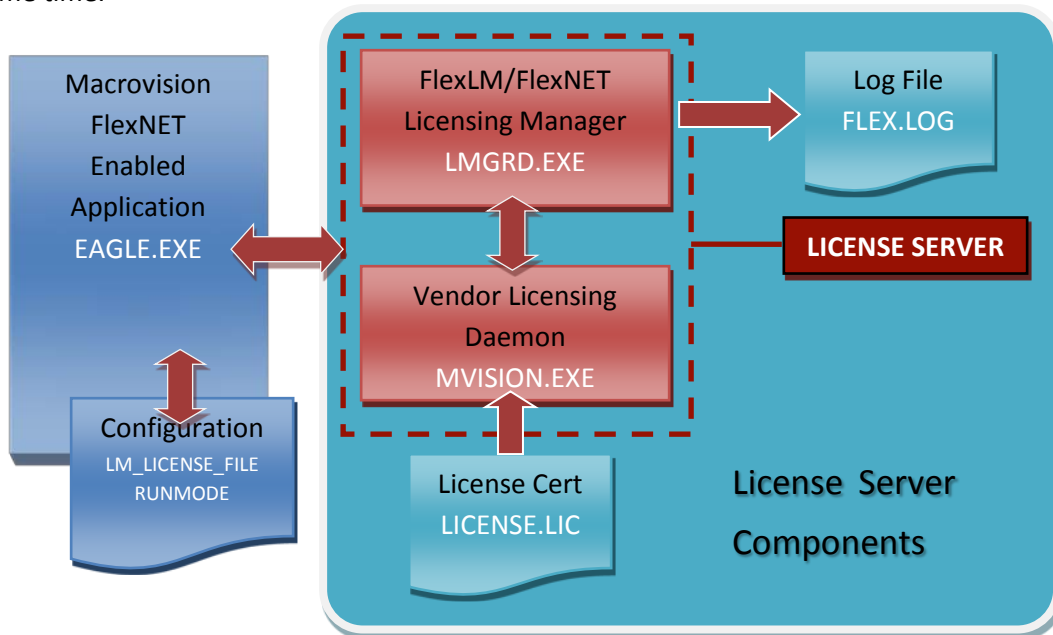 Macrovision
FlexNET
Enabled
Application
EAGLE.EXE
Configuration
LM_LICENSE_FILE
RUNMODE
FlexLM/FlexNET
Licensing Manager
LMGRD.EXE
Vendor Licensing
Daemon
MVISION.EXE
License Cert
LICENSE.LIC
Log File
FLEX.LOG
LICENSE SERVER
License Server
Components